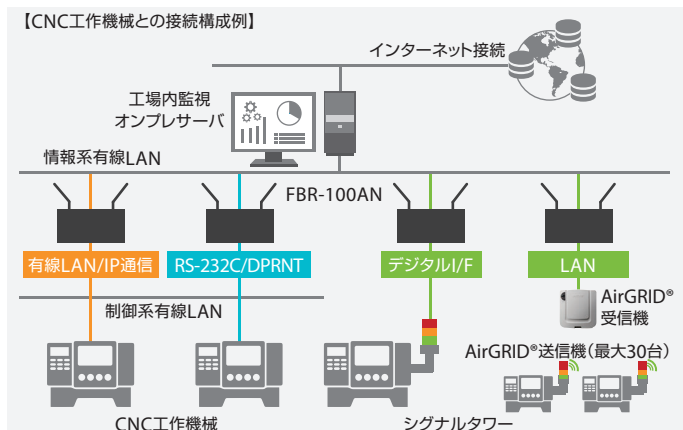 【CNC工作機械との接続構成例】
インターネット接続
工場内監視
オンプレサーバ
情報系有線LAN
FBR-100AN
有線LAN/IP通信
RS-232C/DPRNT
デジタルI/F
LAN
制御系有線LAN
AirGRID®
受信機
AirGRID®送信機(最大30台)
CNC工作機械
シグナルタワー